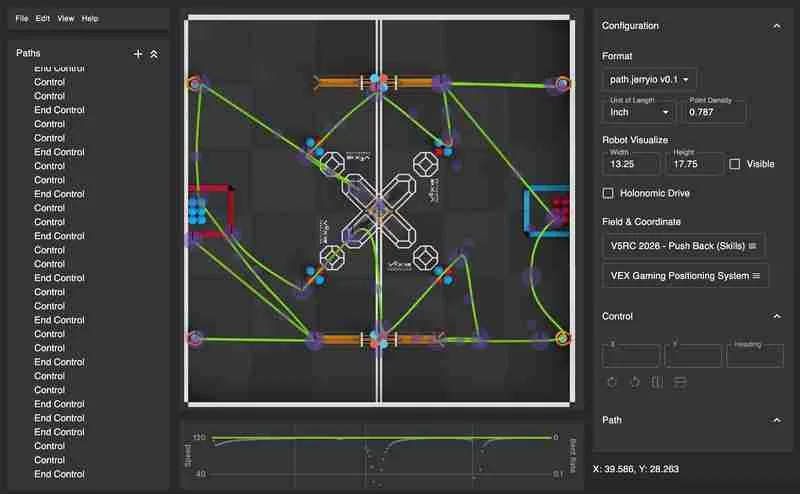 File Edit View Help
Paths
End Control
Control
Control
End Control
Control
Control
End Control
Control
Control
End Control
Control
Control
End Control
Control
Control
End Control
Control
Control
End Control
Control
Control
End Control
Control
Control
End Control
End Control
End Control
Control
Control
End Control
Speed
120
40
0
0.1
Bent Rate
Configuration
Format
path.jerryio v0.1
Unit of Length
Inch
Point Density
0.787
Robot Visualize
Width
13.25
Height
17.75
Visible
Holonomic Drive
Field & Coordinate
V5RC 2026 - Push Back (Skills)
VEX Gaming Positioning System
Control
X
Y
Heading
Path
X: 39.586, Y: 28.263